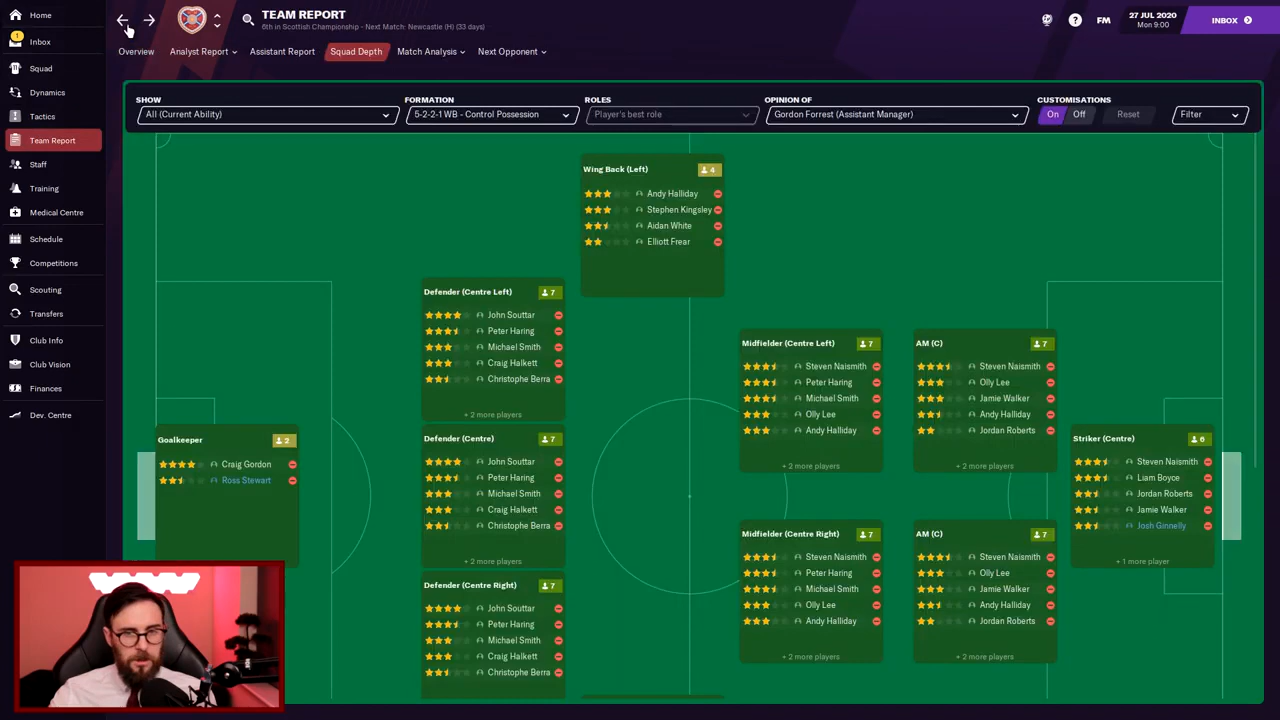 Home
Inbox
Squad
Dynamics
Tactics
Team Report
Staff
Training
Medical Centre
Schedule
Competitions
Scouting
Transfers
Club Info
Club Vision
Finances
Dev. Centre
TEAM REPORT
6th in Scottish Championship - Next Match: Newcastle (H) (33 days)
FM
27 JUL 2020
Mon 9:00
INBOX
Overview
Analyst Report
Assistant Report
Squad Depth
Match Analysis
Next Opponent
SHOW
All (Current Ability)
FORMATION
5-2-2-1 WB - Control Possession
ROLES
Player's best role
OPINION OF
Gordon Forrest (Assistant Manager)
CUSTOMISATIONS
On
Off
Reset
Filter
Wing Back (Left)
4
Andy Halliday
Stephen Kingsley
Aidan White
Elliott Frear
Defender (Centre Left)
7
John Souttar
Peter Haring
Michael Smith
Craig Halkett
Christophe Berra
+ 2 more players
Midfielder (Centre Left)
7
Steven Naismith
Peter Haring
Michael Smith
Olly Lee
Andy Halliday
+ 2 more players
AM (C)
7
Steven Naismith
Olly Lee
Jamie Walker
Andy Halliday
Jordan Roberts
+ 2 more players
Goalkeeper
2
Craig Gordon
Ross Stewart
Defender (Centre)
7
John Souttar
Peter Haring
Michael Smith
Craig Halkett
Christophe Berra
+ 2 more players
Striker (Centre)
6
Steven Naismith
Liam Boyce
Jordan Roberts
Jamie Walker
Josh Ginnelly
+ 1 more player
Midfielder (Centre Right)
7
Steven Naismith
Peter Haring
Michael Smith
Olly Lee
Andy Halliday
+ 2 more players
AM (C)
7
Steven Naismith
Olly Lee
Jamie Walker
Andy Halliday
Jordan Roberts
+ 2 more players
Defender (Centre Right)
7
John Souttar
Peter Haring
Michael Smith
Craig Halkett
Christophe Berra